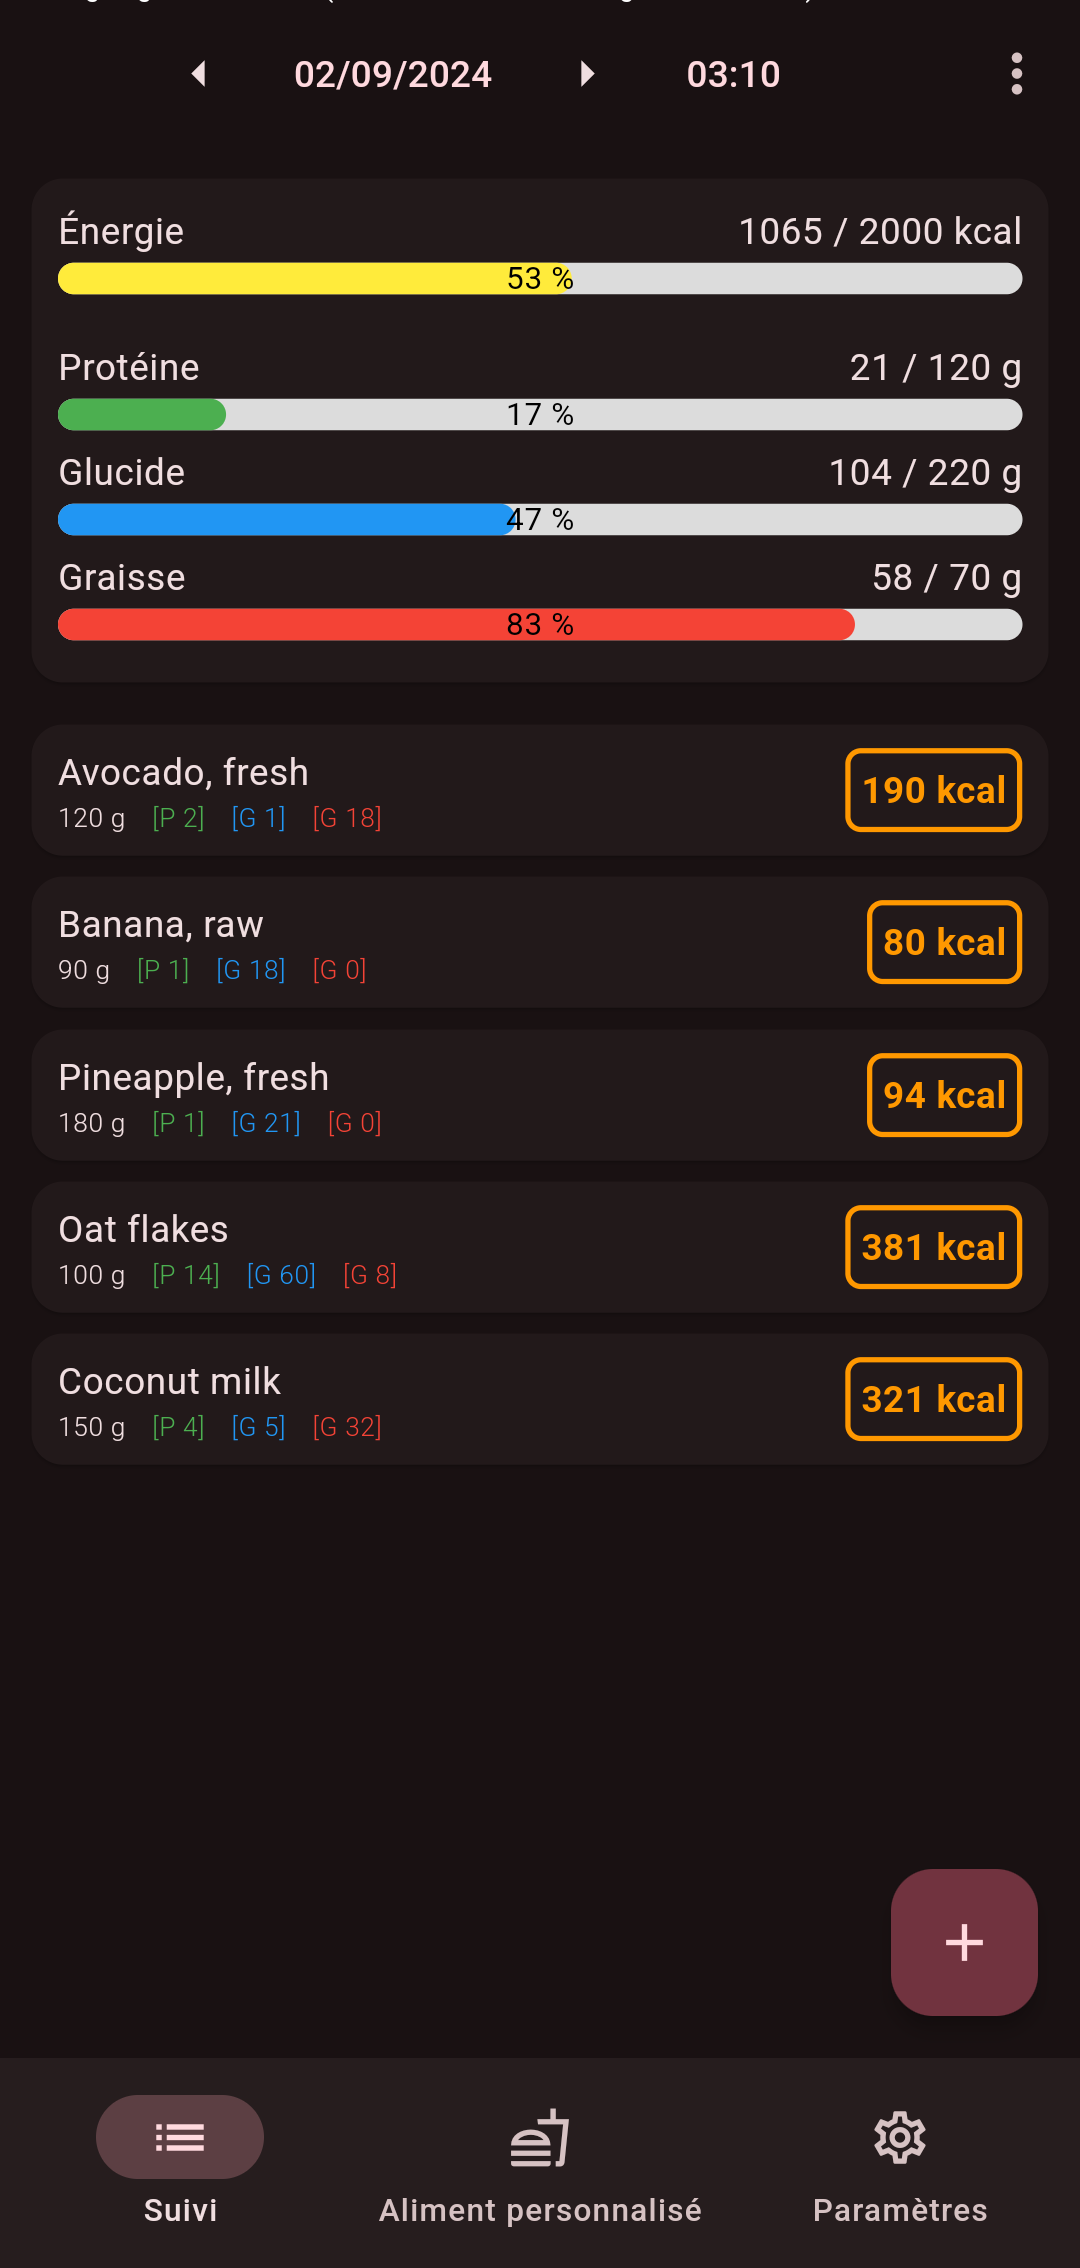 02/09/2024 03:10
Énergie 1065 / 2000 kcal
53 %
Protéine 21 / 120 g
17 %
Glucide 104 / 220 g
47 %
Graisse 58 / 70 g
83 %
Avocado, fresh
120 g [P 2] [G 1] [G 18]
190 kcal
Banana, raw
90 g [P 1] [G 18] [G 0]
80 kcal
Pineapple, fresh
180 g [P 1] [G 21] [G 0]
94 kcal
Oat flakes
100 g [P 14] [G 60] [G 8]
381 kcal
Coconut milk
150 g [P 4] [G 5] [G 32]
321 kcal
Suivi Aliment personnalisé Paramètres